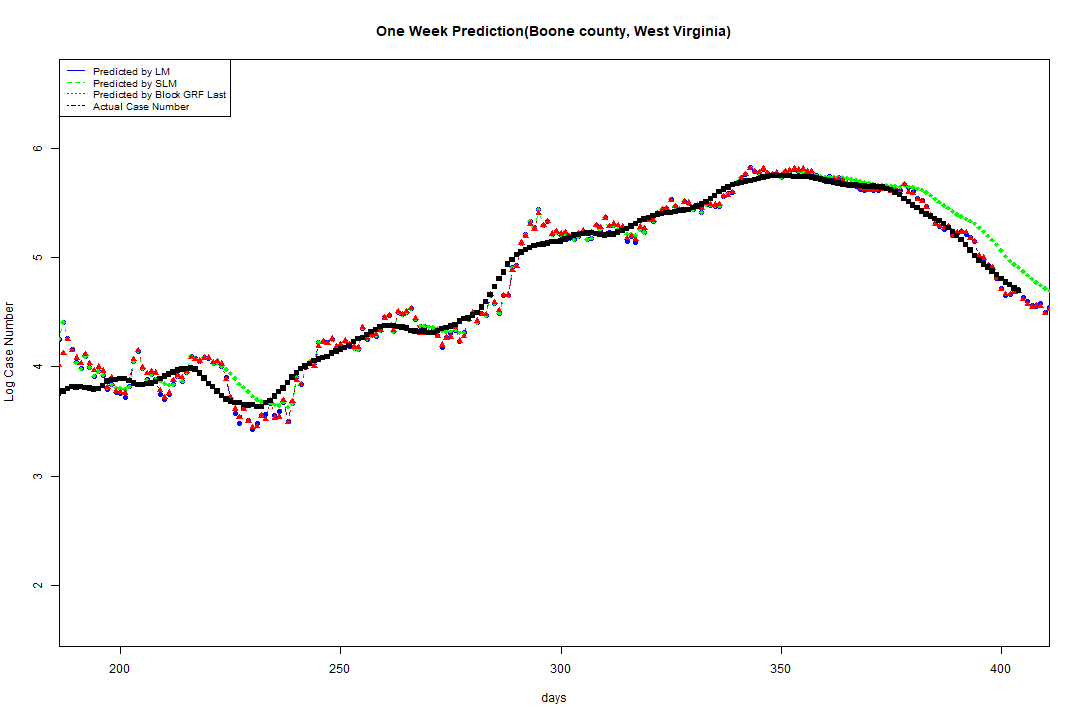 One Week Prediction(Boone county, West Virginia)
Predicted by LM
Predicted by SLM
Predicted by Block GRF Last
Actual Case Number
6
5
4
3
2
Log Case Number
200 250 300 350 400
days